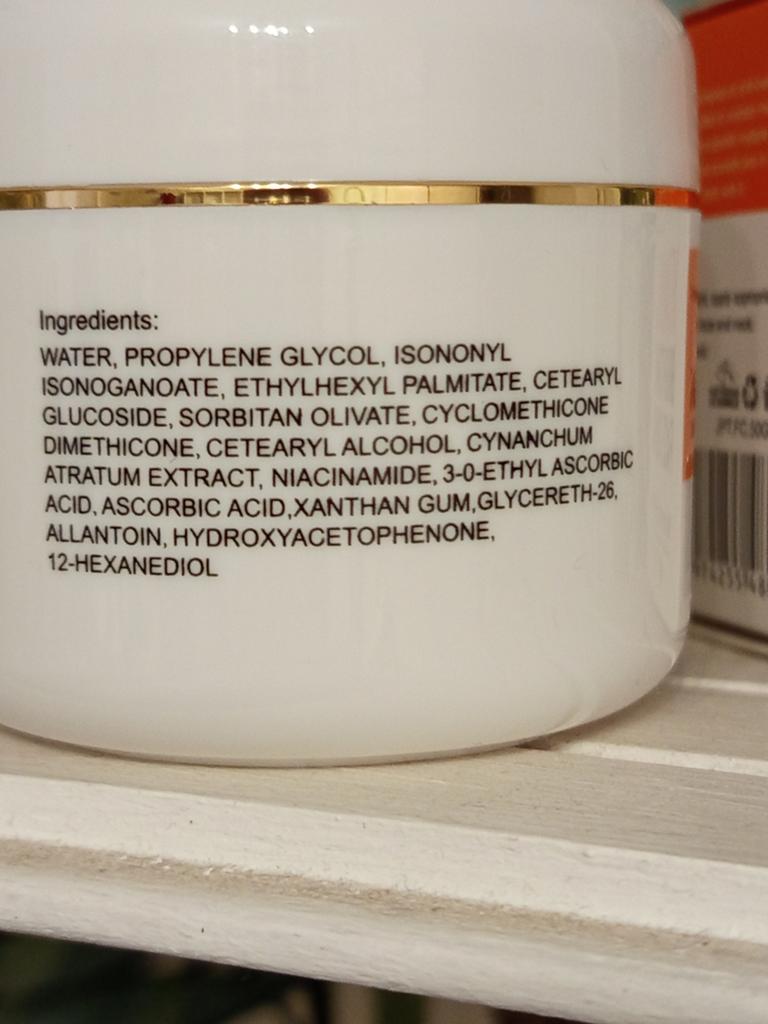 Ingredients:
WATER, PROPYLENE GLYCOL, ISONONYL
ISONOGANOATE, ETHYLHEXYL PALMITATE, CETEARYL
GLUCOSIDE, SORBITAN OLIVATE, CYCLOMETHICONE
DIMETHICONE, CETEARYL ALCOHOL, CYNANCHUM
ATRATUM EXTRACT, NIACINAMIDE, 3-0-ETHYL ASCORBIC
ACID, ASCORBIC ACID,XANTHAN GUM,GLYCERETH-26,
ALLANTOIN, HYDROXYACETOPHENONE,
12-HEXANEDIOL